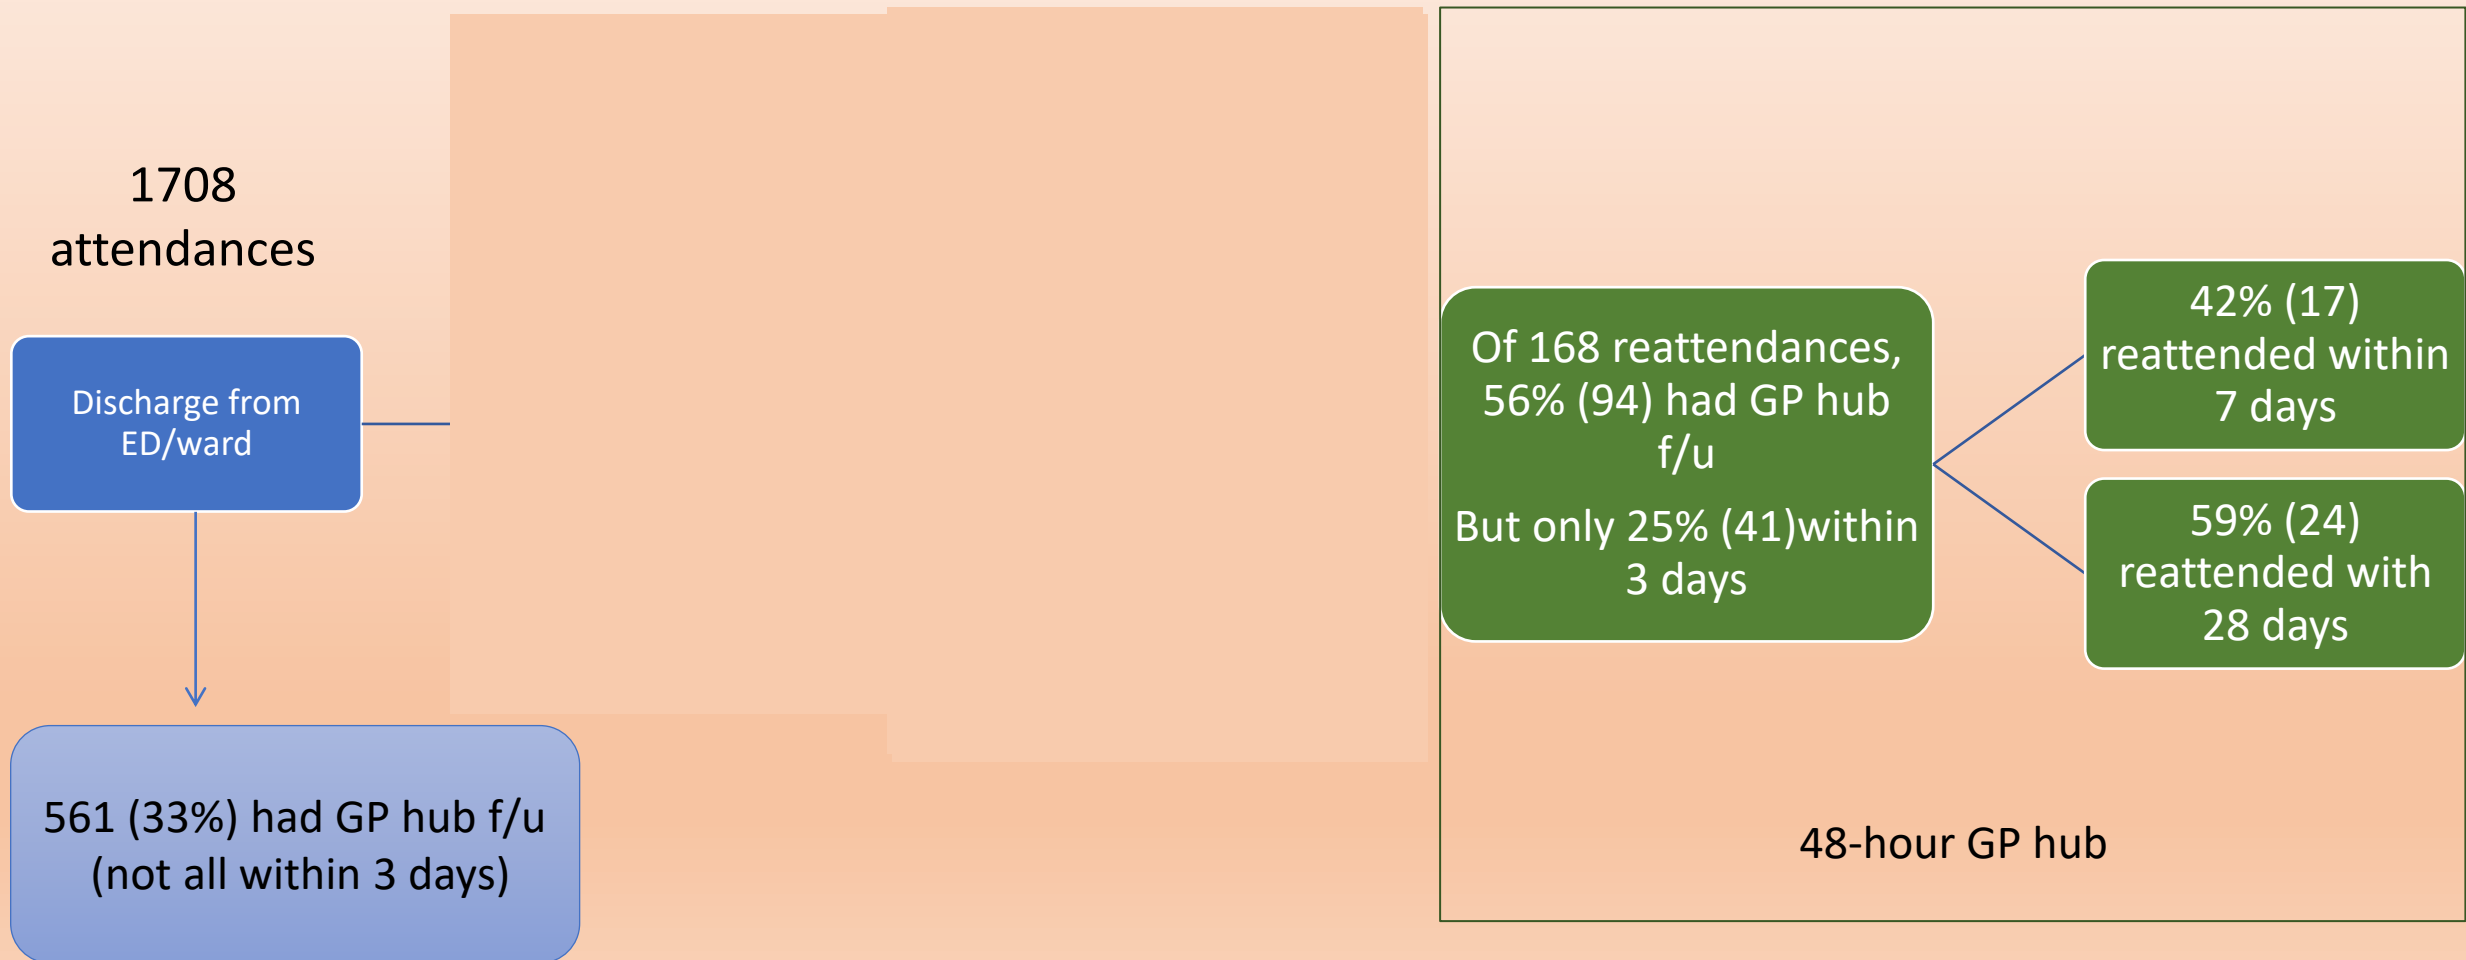 1708
attendances
Discharge from
ED/ward
561 (33%) had GP hub f/u
(not all within 3 days)
Of 168 reattendances,
56% (94) had GP hub
f/u
But only 25% (41)within
3 days
42% (17)
reattended within
7 days
59% (24)
reattended with
28 days
48-hour GP hub